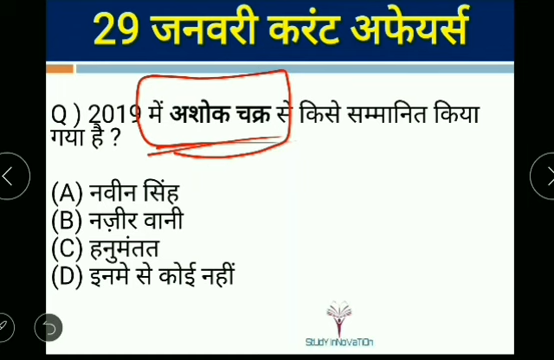 29 जनवरी करंट अफेयर्स
Q ) 2019 में अशोक चक्र से किसे सम्मानित किया
गया है ?
(A) नवीन सिंह
(B) नज़ीर वानी
(C) हनुमंतत
(D) इनमे से कोई नहीं
StuDY inNoVaTiOn